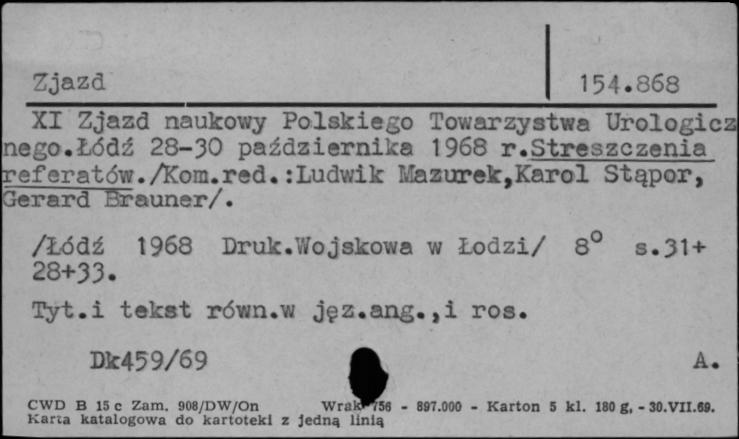 Zjazd 154.868
XI Zjazd naukowy Polskiego Towarzystwa Urologicz
nego.Łódź 28-30 października 1968 r.Streszczenia
referatów./Kom.red.:Ludwik Mazurek,Karol Stąpor,
Gerard Brauner/.
/Łódź 1968 Druk.Wojskowa w Łodzi/ 8° s.31+
28+33.
Tyt.i tekst równ.w jęz.ang.,i ros.
Dk459/69 A.
CWD B 15 c Zam. 908/DW/On 756 - 897.000 - Karton 5 kl. 180 g, - 30.VII.69.
Karta katalogowa do kartoteki z jedną linią